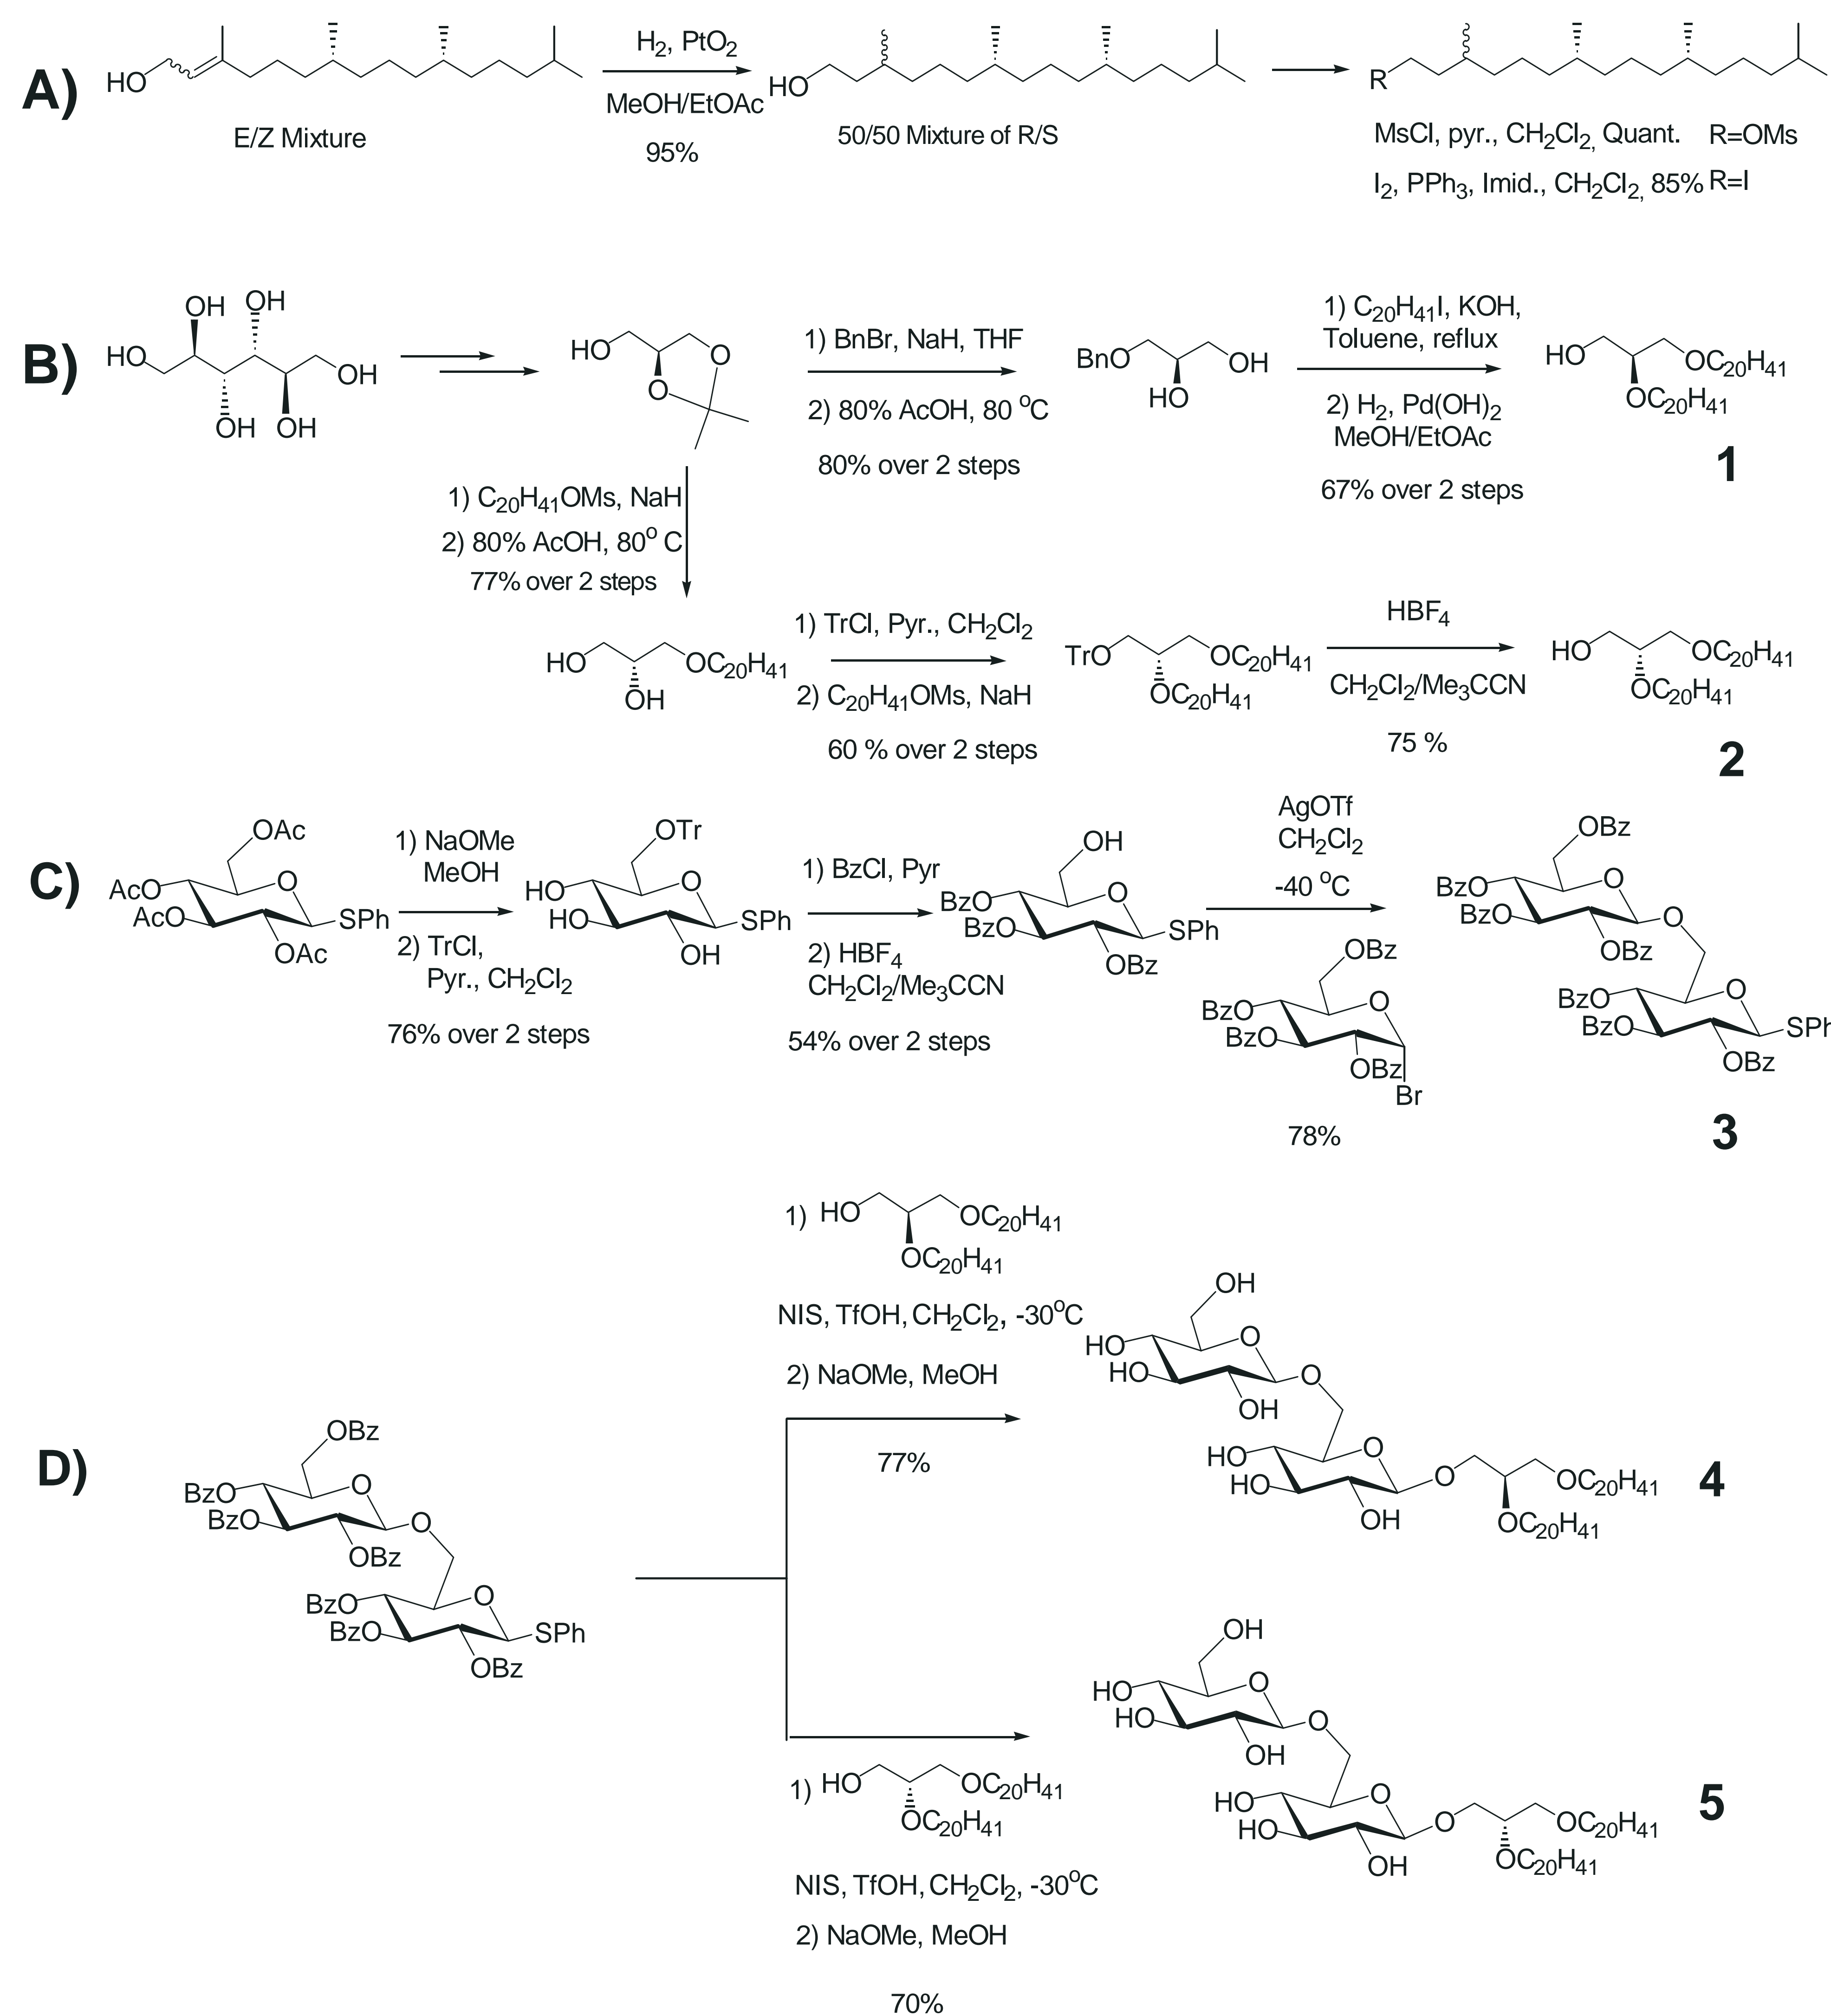 A)
HO
E/Z Mixture
H2, PtO2
MeOH/EtOAc
95%
HO
50/50 Mixture of R/S
R
MsCl, pyr., CH2Cl2, Quant. R=OMs
I2, PPh3, Imid., CH2Cl2, 85% R=I
B)
OH OH
HO
OH
OH OH
HO
O
O
1) BnBr, NaH, THF
2) 80% AcOH, 80 °C
80% over 2 steps
BnO
OH
HO
1) C20H41I, KOH,
Toluene, reflux
2) H2, Pd(OH)2
MeOH/EtOAc
67% over 2 steps
HO
OC20H41
OC20H41
1
1) C20H41OMs, NaH
2) 80% AcOH, 80° C
77% over 2 steps
HO
OC20H41
OH
1) TrCl, Pyr., CH2Cl2
2) C20H41OMs, NaH
60 % over 2 steps
TrO
OC20H41
OC20H41
HBF4
CH2Cl2/Me3CCN
75 %
HO
OC20H41
OC20H41
2
C)
OAc
AcO
O
AcO
SPh
OAc
1) NaOMe
MeOH
2) TrCl,
Pyr., CH2Cl2
76% over 2 steps
OTr
HO
O
HO
SPh
OH
1) BzCl, Pyr
2) HBF4
CH2Cl2/Me3CCN
54% over 2 steps
OH
BzO
O
BzO
SPh
OBz
AgOTf
CH2Cl2
-40 °C
OBz
BzO
O
BzO
OBz
Br
78%
OBz
BzO
O
BzO
O
OBz
BzO
O
BzO
SPh
OBz
3
D)
OBz
BzO
O
BzO
O
OBz
BzO
O
BzO
SPh
OBz
1) HO
OC20H41
OC20H41
NIS, TfOH, CH2Cl2, -30°C
2) NaOMe, MeOH
77%
OH
HO
O
HO
O
OH
HO
O
HO
O
OC20H41
OH
OC20H41
4
1) HO
OC20H41
OC20H41
NIS, TfOH, CH2Cl2, -30°C
2) NaOMe, MeOH
70%
OH
HO
O
HO
O
OH
HO
O
HO
O
OC20H41
OH
OC20H41
5